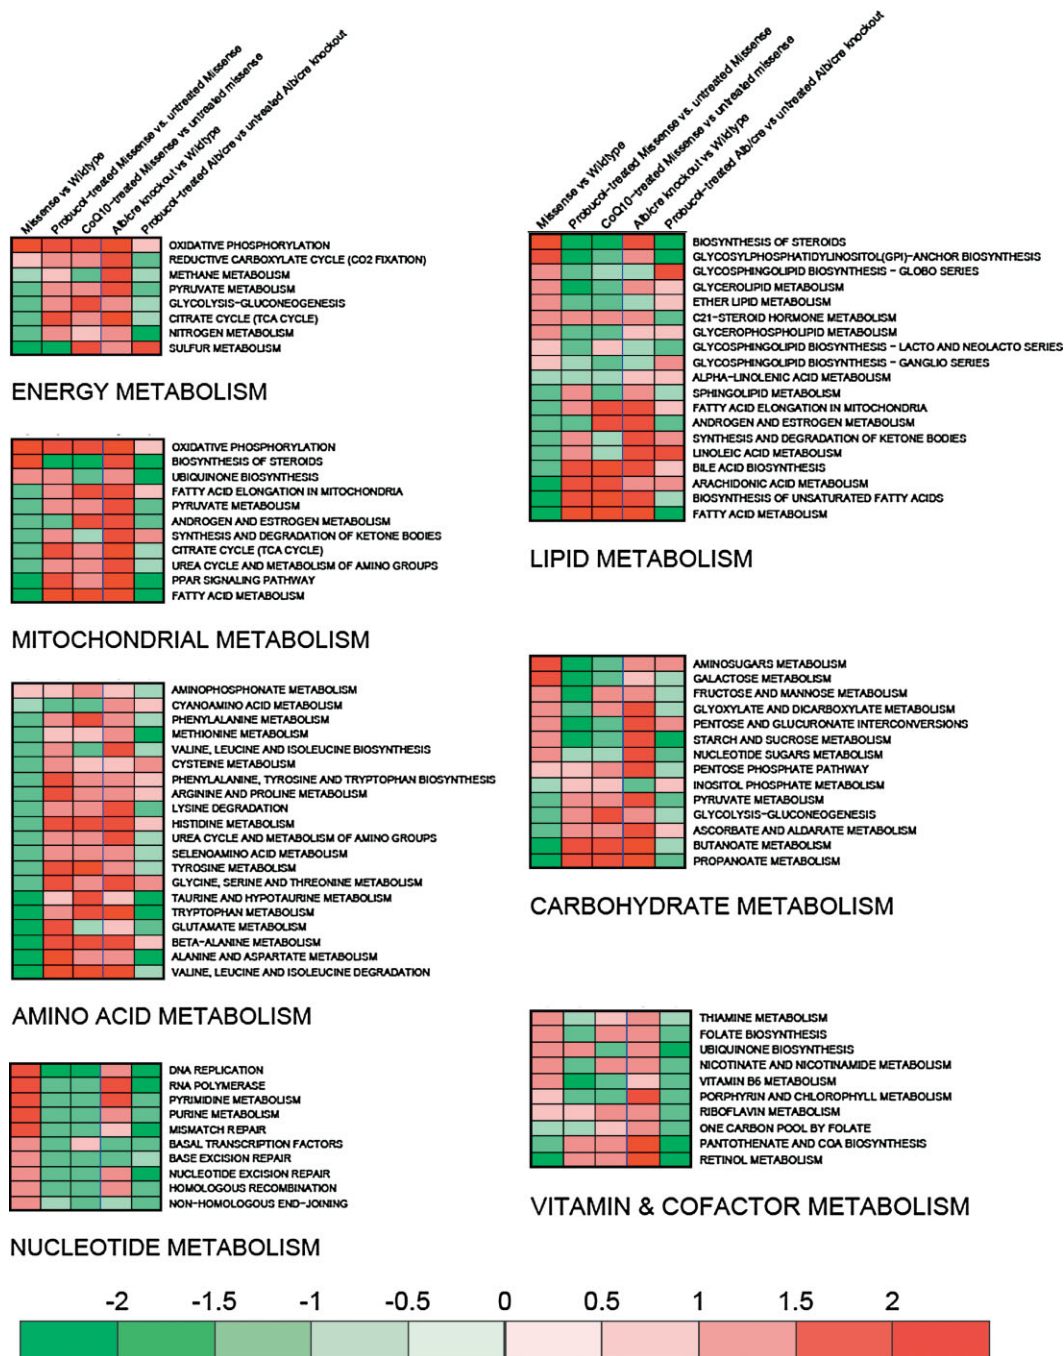 Missense vs Wildtype
Probucol-treated Missense vs. untreated Missense
CoQ10-treated Missense vs untreated missense
Alb/cre knockout vs Wildtype
Probucol-treated Alb/cre vs untreated Alb/cre knockout
OXIDATIVE PHOSPHORYLATION
REDUCTIVE CARBOXYLATE CYCLE (CO2 FIXATION)
METHANE METABOLISM
PYRUVATE METABOLISM
GLYCOLYSIS-GLUCONEOGENESIS
CITRATE CYCLE (TCA CYCLE)
NITROGEN METABOLISM
SULFUR METABOLISM
ENERGY METABOLISM
OXIDATIVE PHOSPHORYLATION
BIOSYNTHESIS OF STEROIDS
UBIQUINONE BIOSYNTHESIS
FATTY ACID ELONGATION IN MITOCHONDRIA
PYRUVATE METABOLISM
ANDROGEN AND ESTROGEN METABOLISM
SYNTHESIS AND DEGRADATION OF KETONE BODIES
CITRATE CYCLE (TCA CYCLE)
UREA CYCLE AND METABOLISM OF AMINO GROUPS
PPAR SIGNALING PATHWAY
FATTY ACID METABOLISM
MITOCHONDRIAL METABOLISM
AMINOPHOSPHONATE METABOLISM
CYANOAMINO ACID METABOLISM
PHENYLALANINE METABOLISM
METHIONINE METABOLISM
VALINE, LEUCINE AND ISOLEUCINE BIOSYNTHESIS
CYSTEINE METABOLISM
PHENYLALANINE, TYROSINE AND TRYPTOPHAN BIOSYNTHESIS
ARGININE AND PROLINE METABOLISM
LYSINE DEGRADATION
HISTIDINE METABOLISM
UREA CYCLE AND METABOLISM OF AMINO GROUPS
SELENOAMINO ACID METABOLISM
TYROSINE METABOLISM
GLYCINE, SERINE AND THREONINE METABOLISM
TAURINE AND HYPOTAURINE METABOLISM
TRYPTOPHAN METABOLISM
GLUTAMATE METABOLISM
BETA-ALANINE METABOLISM
ALANINE AND ASPARTATE METABOLISM
VALINE, LEUCINE AND ISOLEUCINE DEGRADATION
AMINO ACID METABOLISM
DNA REPLICATION
RNA POLYMERASE
PYRIMIDINE METABOLISM
PURINE METABOLISM
MISMATCH REPAIR
BASAL TRANSCRIPTION FACTORS
BASE EXCISION REPAIR
NUCLEOTIDE EXCISION REPAIR
HOMOLOGOUS RECOMBINATION
NON-HOMOLOGOUS END-JOINING
NUCLEOTIDE METABOLISM
Missense vs Wildtype
Probucol-treated Missense vs. untreated Missense
CoQ10-treated Missense vs untreated missense
Alb/cre knockout vs Wildtype
Probucol-treated Alb/cre vs untreated Alb/cre knockout
BIOSYNTHESIS OF STEROIDS
GLYCOSYLPHOSPHATIDYLINOSITOL(GPI)-ANCHOR BIOSYNTHESIS
GLYCOSPHINGOLIPID BIOSYNTHESIS - GLOBO SERIES
GLYCEROLIPID METABOLISM
ETHER LIPID METABOLISM
C21-STEROID HORMONE METABOLISM
GLYCEROPHOSPHOLIPID METABOLISM
GLYCOSPHINGOLIPID BIOSYNTHESIS - LACTO AND NEOLACTO SERIES
GLYCOSPHINGOLIPID BIOSYNTHESIS - GANGLIO SERIES
ALPHA-LINOLENIC ACID METABOLISM
SPHINGOLIPID METABOLISM
FATTY ACID ELONGATION IN MITOCHONDRIA
ANDROGEN AND ESTROGEN METABOLISM
SYNTHESIS AND DEGRADATION OF KETONE BODIES
LINOLEIC ACID METABOLISM
BILE ACID BIOSYNTHESIS
ARACHIDONIC ACID METABOLISM
BIOSYNTHESIS OF UNSATURATED FATTY ACIDS
FATTY ACID METABOLISM
LIPID METABOLISM
AMINOSUGARS METABOLISM
GALACTOSE METABOLISM
FRUCTOSE AND MANNOSE METABOLISM
GLYOXYLATE AND DICARBOXYLATE METABOLISM
PENTOSE AND GLUCURONATE INTERCONVERSIONS
STARCH AND SUCROSE METABOLISM
NUCLEOTIDE SUGARS METABOLISM
PENTOSE PHOSPHATE PATHWAY
INOSITOL PHOSPHATE METABOLISM
PYRUVATE METABOLISM
GLYCOLYSIS-GLUCONEOGENESIS
ASCORBATE AND ALDARATE METABOLISM
BUTANOATE METABOLISM
PROPANOATE METABOLISM
CARBOHYDRATE METABOLISM
THIAMINE METABOLISM
FOLATE BIOSYNTHESIS
UBIQUINONE BIOSYNTHESIS
NICOTINATE AND NICOTINAMIDE METABOLISM
VITAMIN B6 METABOLISM
PORPHYRIN AND CHLOROPHYLL METABOLISM
RIBOFLAVIN METABOLISM
ONE CARBON POOL BY FOLATE
PANTOTHENATE AND COA BIOSYNTHESIS
RETINOL METABOLISM
VITAMIN & COFACTOR METABOLISM
-2 -1.5 -1 -0.5 0 0.5 1 1.5 2